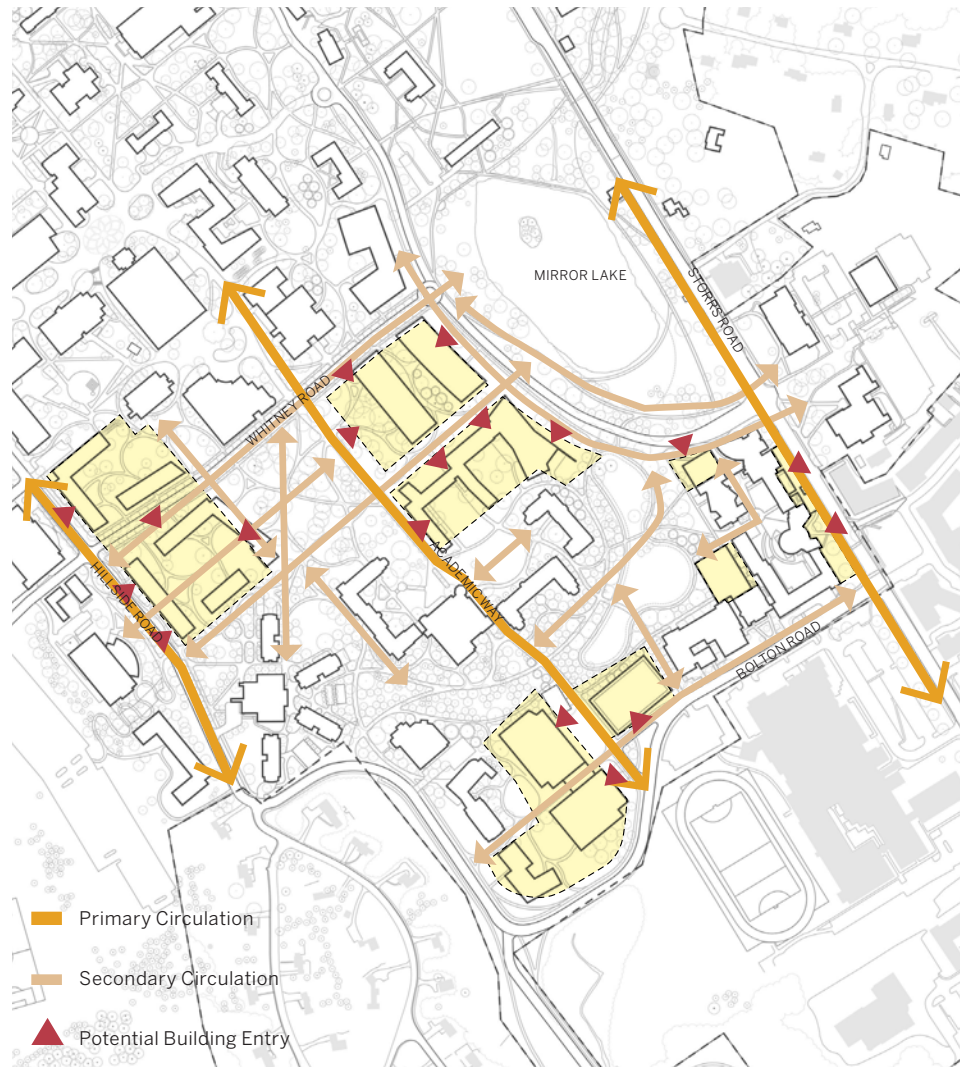 MIRROR LAKE
STORRS ROAD
WHITNEY ROAD
ACADEMIC WAY
HILLSIDE ROAD
BOLTON ROAD
Primary Circulation
Secondary Circulation
Potential Building Entry